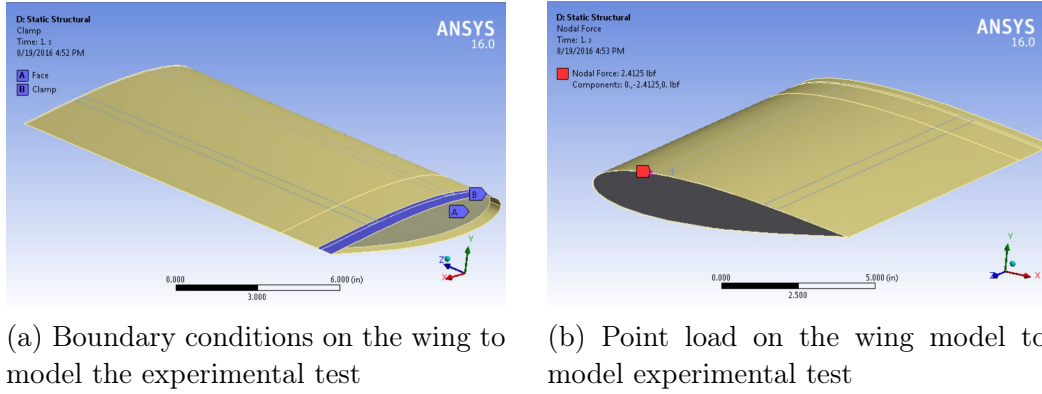 D: Static Structural
Clamp
Time: 1. s
8/19/2016 4:52 PM
A Face
B Clamp
ANSYS
16.0
B
A
Y
Z
X
0.000
6.000 (in)
3.000
D: Static Structural
Nodal Force
Time: 1. s
8/19/2016 4:53 PM
Nodal Force: 2.4125 lbf
Components: 0.,-2.4125,0. lbf
ANSYS
16.0
Y
Z
X
0.000
5.000 (in)
2.500
(a) Boundary conditions on the wing to
model the experimental test
(b) Point load on the wing model to
model experimental test